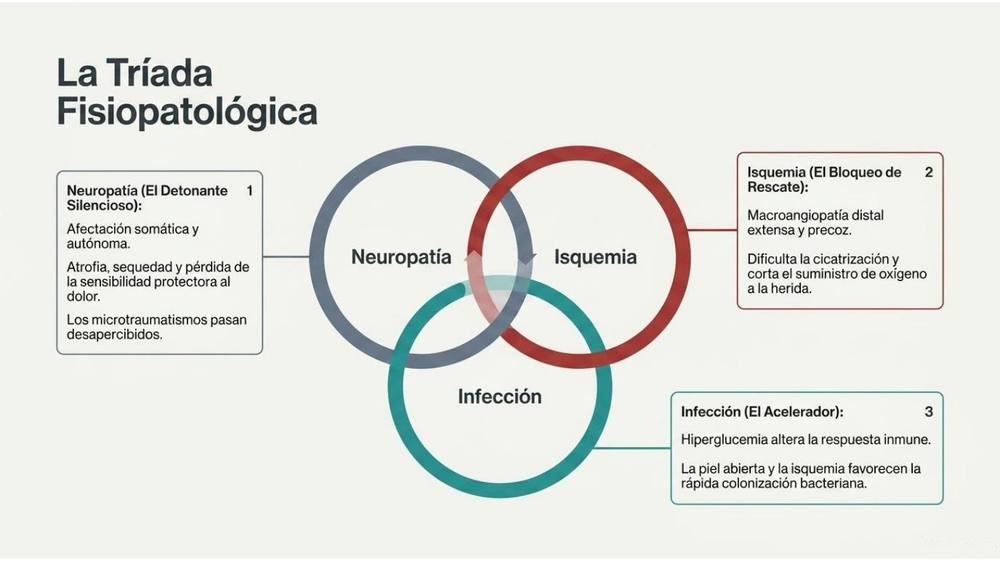 La Tríada
Fisiopatológica
Neuropatía (El Detonante 1
Silencioso):
Afectación somática y
autónoma.
Atrofia, sequedad y pérdida de
la sensibilidad protectora al
dolor.
Los microtraumatismos pasan
desapercibidos.
Neuropatía
Isquemia
Infección
Isquemia (El Bloqueo de 2
Rescate):
Macroangiopatía distal
extensa y precoz.
Dificulta la cicatrización y
corta el suministro de oxígeno
a la herida.
Infección (El Acelerador): 3
Hiperglucemia altera la respuesta inmune.
La piel abierta y la isquemia favorecen la
rápida colonización bacteriana.